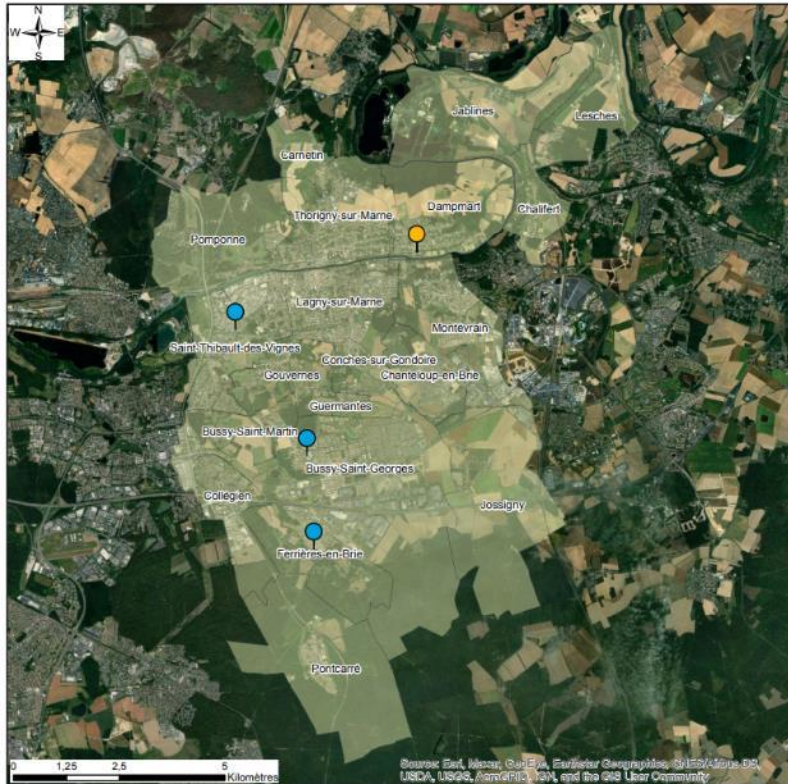 N
W E
S
Jablines
Lesches
Carnetin
Thorigny-sur-Marne
Dampmart
Chalifert
Pomponne
Lagny-sur-Marne
Montévrain
Saint-Thibault-des-Vignes
Conches-sur-Gondoire
Gouvernes
Chanteloup-en-Brie
Guermantes
Bussy-Saint-Martin
Bussy-Saint-Georges
Collégien
Jossigny
Ferrières-en-Brie
Pontcarré
0 1,25 2,5 5
Kilomètres
Source: Esri, Maxar, GeoEye, Earthstar Geographics, CNES/Airbus DS,
USDA, USGS, AeroGRID, IGN, and the GIS User Community